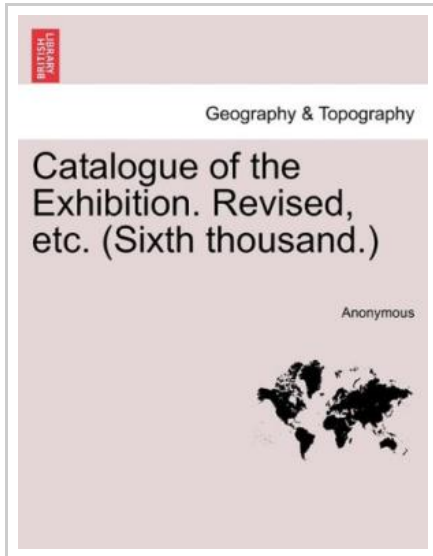 BRITISH
LIBRARY
Geography & Topography
Catalogue of the
Exhibition. Revised,
etc. (Sixth thousand.)
Anonymous